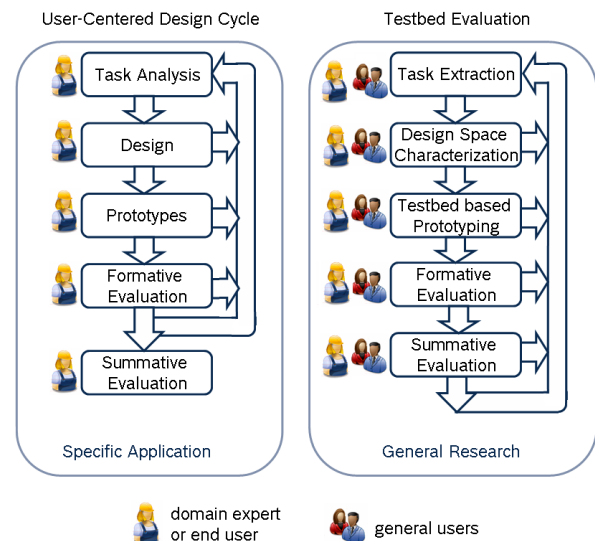 User-Centered Design Cycle
Task Analysis
Design
Prototypes
Formative
Evaluation
Summative
Evaluation
Specific Application
Testbed Evaluation
Task Extraction
Design Space
Characterization
Testbed based
Prototyping
Formative
Evaluation
Summative
Evaluation
General Research
domain expert
or end user
general users